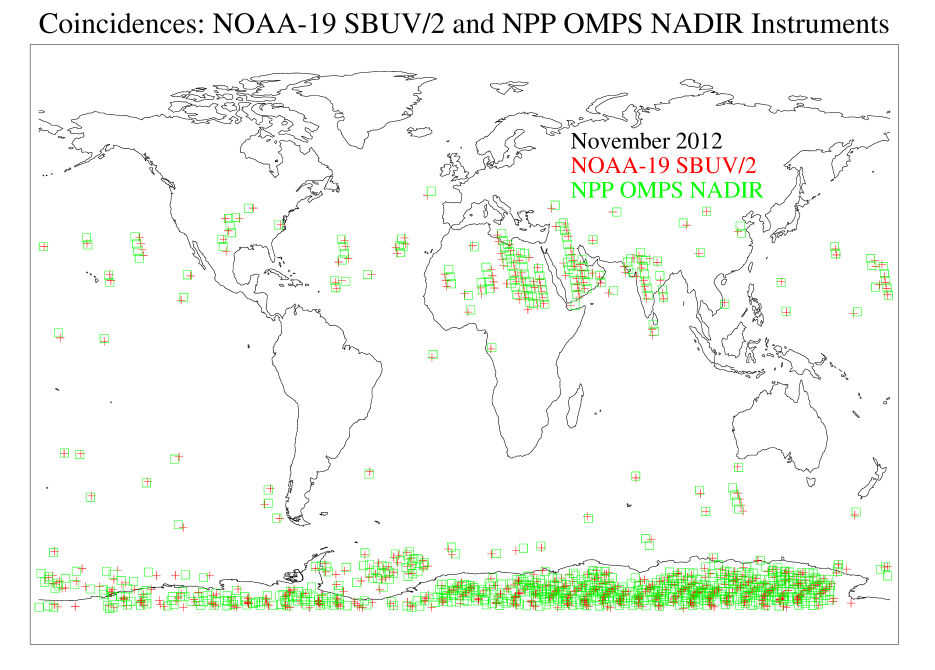 Coincidences: NOAA-19 SBUV/2 and NPP OMPS NADIR Instruments
November 2012
NOAA-19 SBUV/2
NPP OMPS NADIR